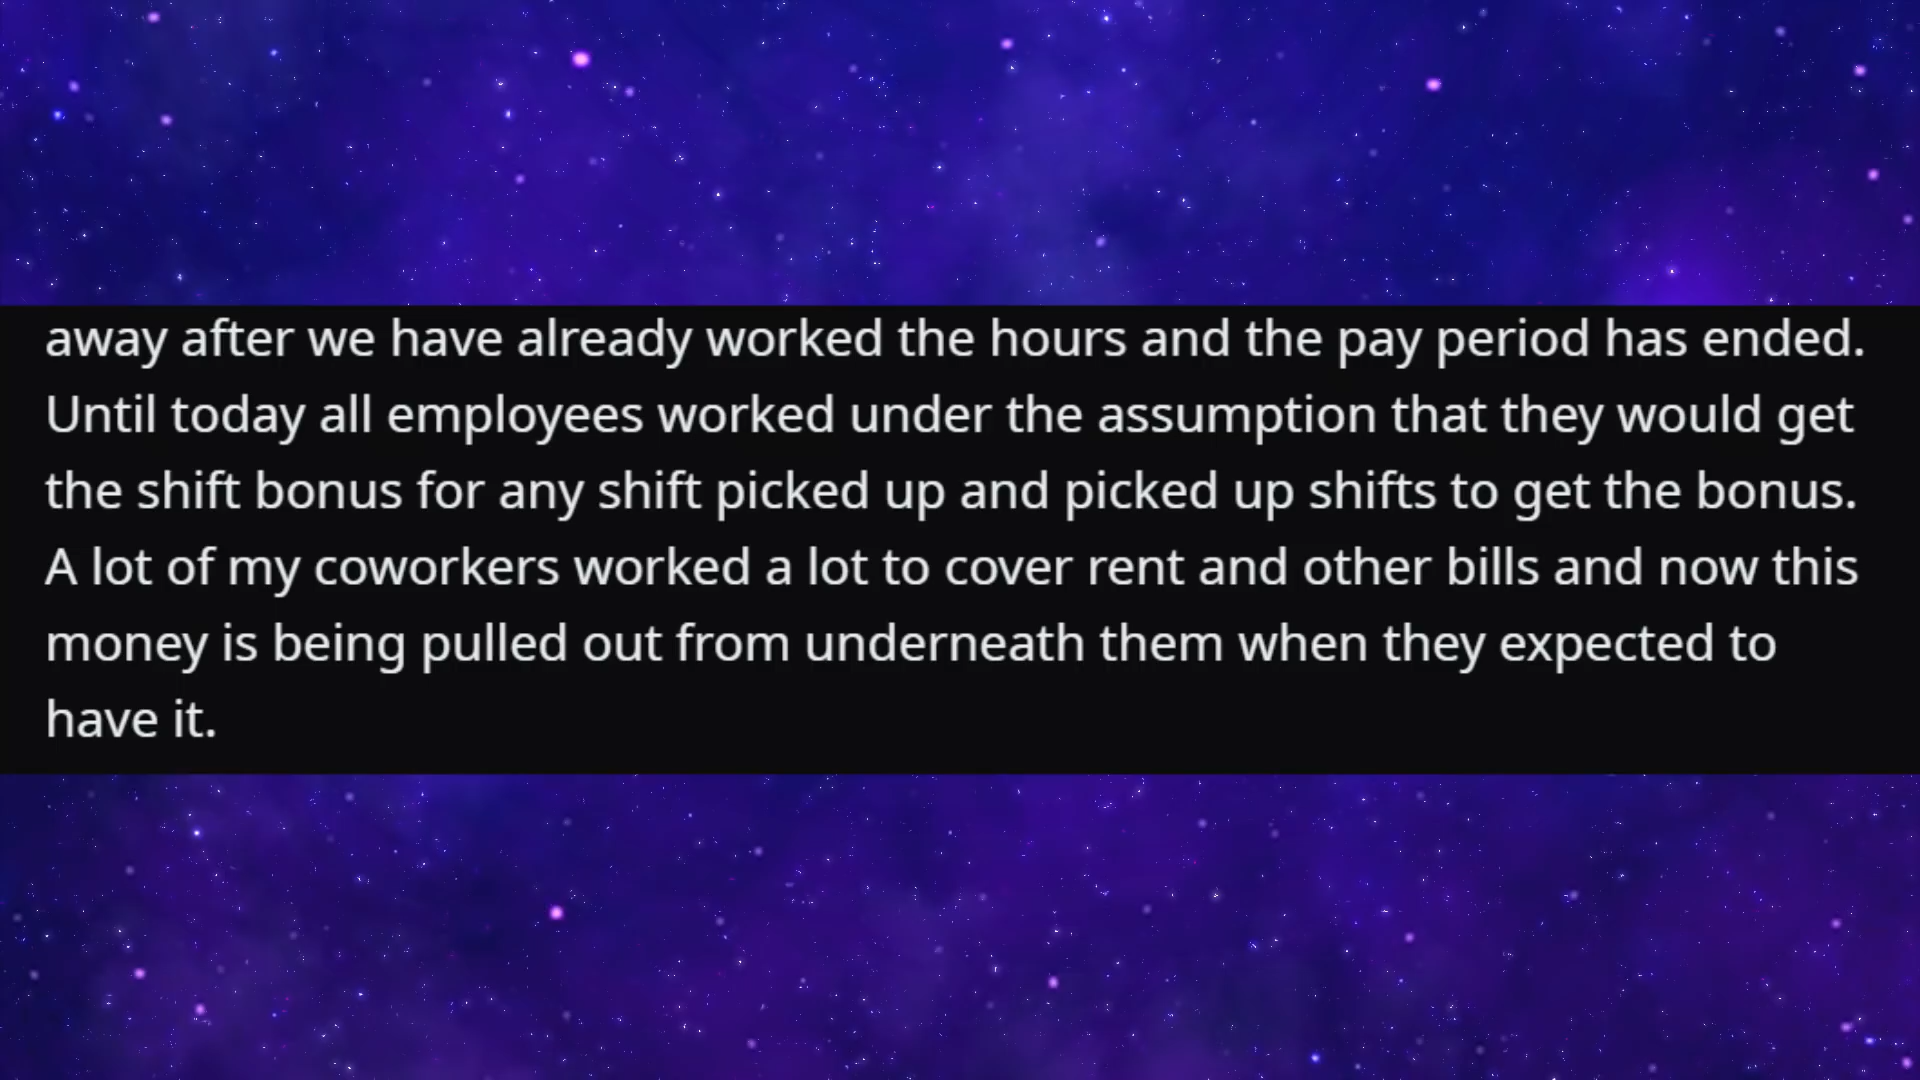 away after we have already worked the hours and the pay period has ended.
Until today all employees worked under the assumption that they would get
the shift bonus for any shift picked up and picked up shifts to get the bonus.
A lot of my coworkers worked a lot to cover rent and other bills and now this
money is being pulled out from underneath them when they expected to
have it.